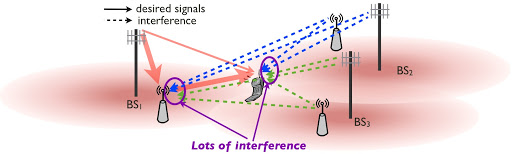 desired signals
interference
BS1
BS2
BS3
Lots of interference